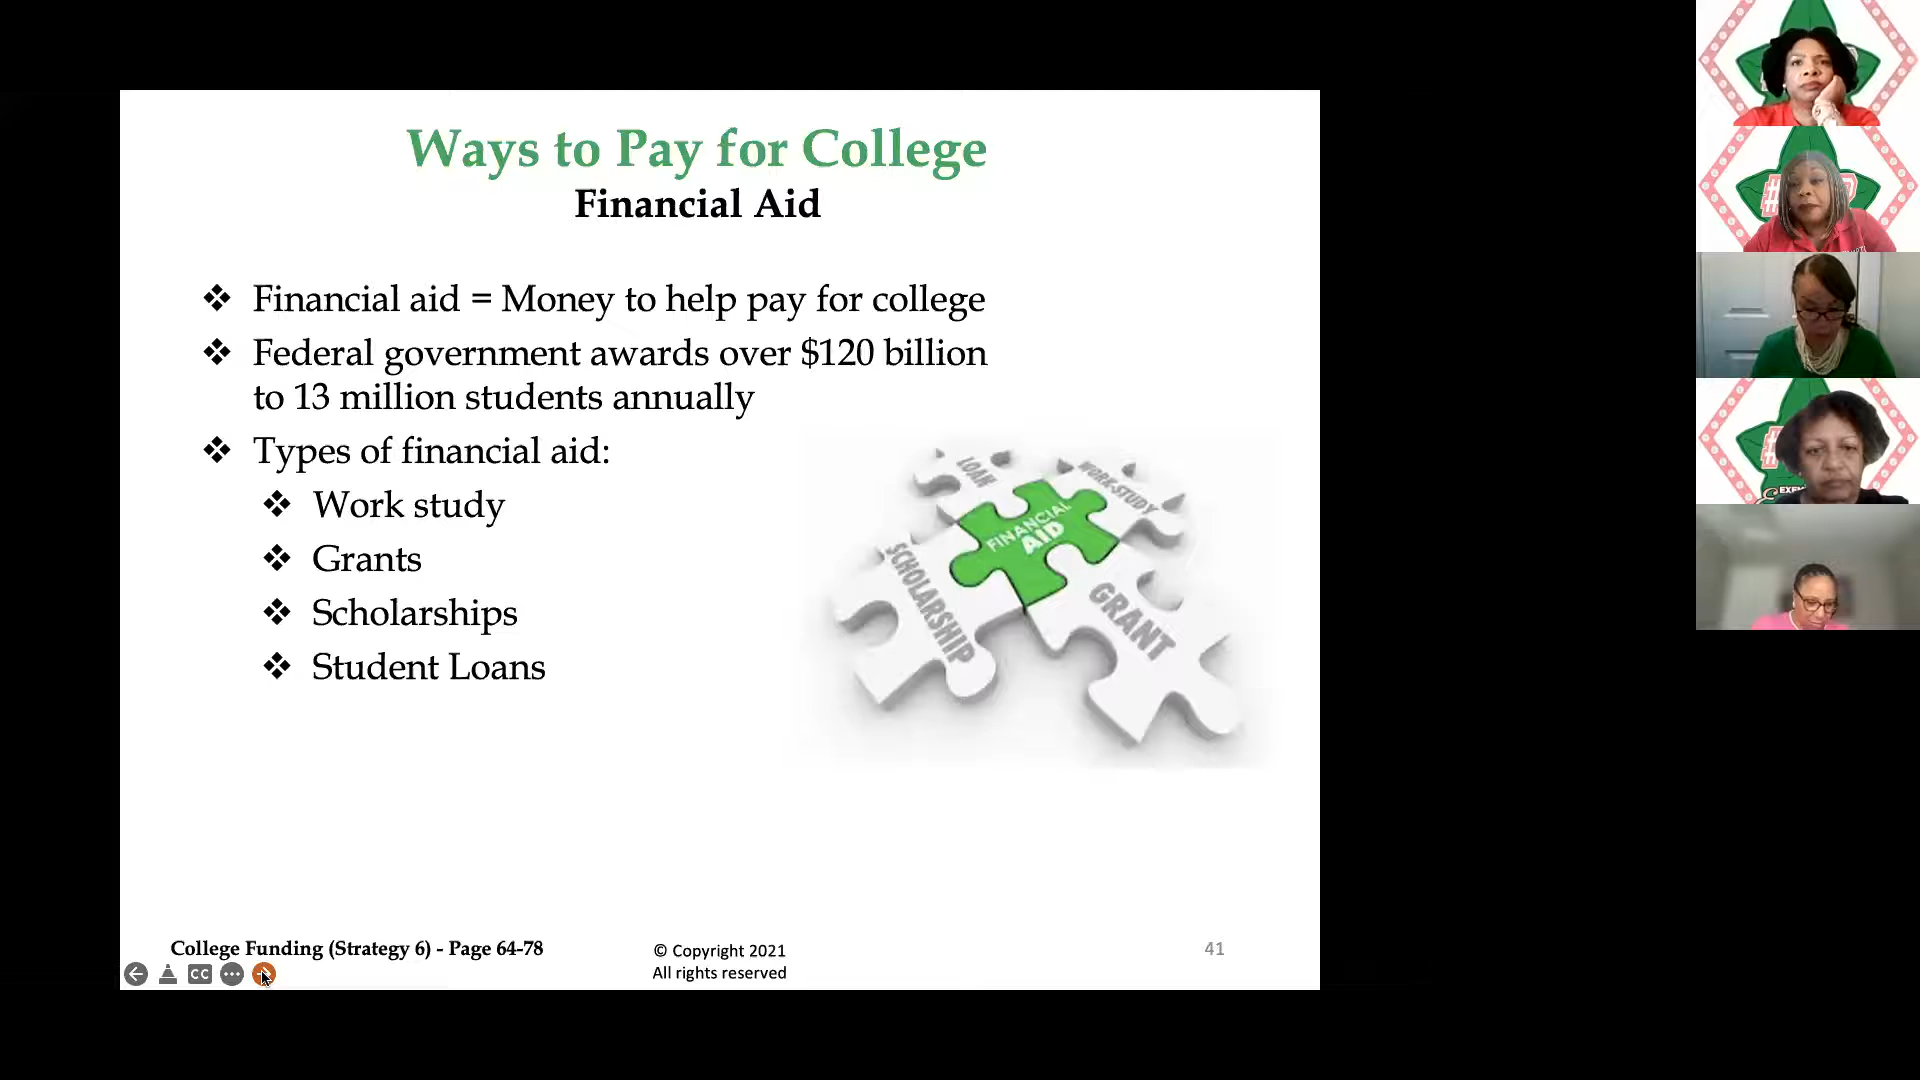 Ways to Pay for College
Financial Aid
❖ Financial aid = Money to help pay for college
❖ Federal government awards over $120 billion
to 13 million students annually
❖ Types of financial aid:
❖ Work study
❖ Grants
❖ Scholarships
❖ Student Loans
LOAN
WORK-STUDY
FINANCIAL
AID
SCHOLARSHIP
GRANT
College Funding (Strategy 6) - Page 64-78
© Copyright 2021
All rights reserved
41
CC